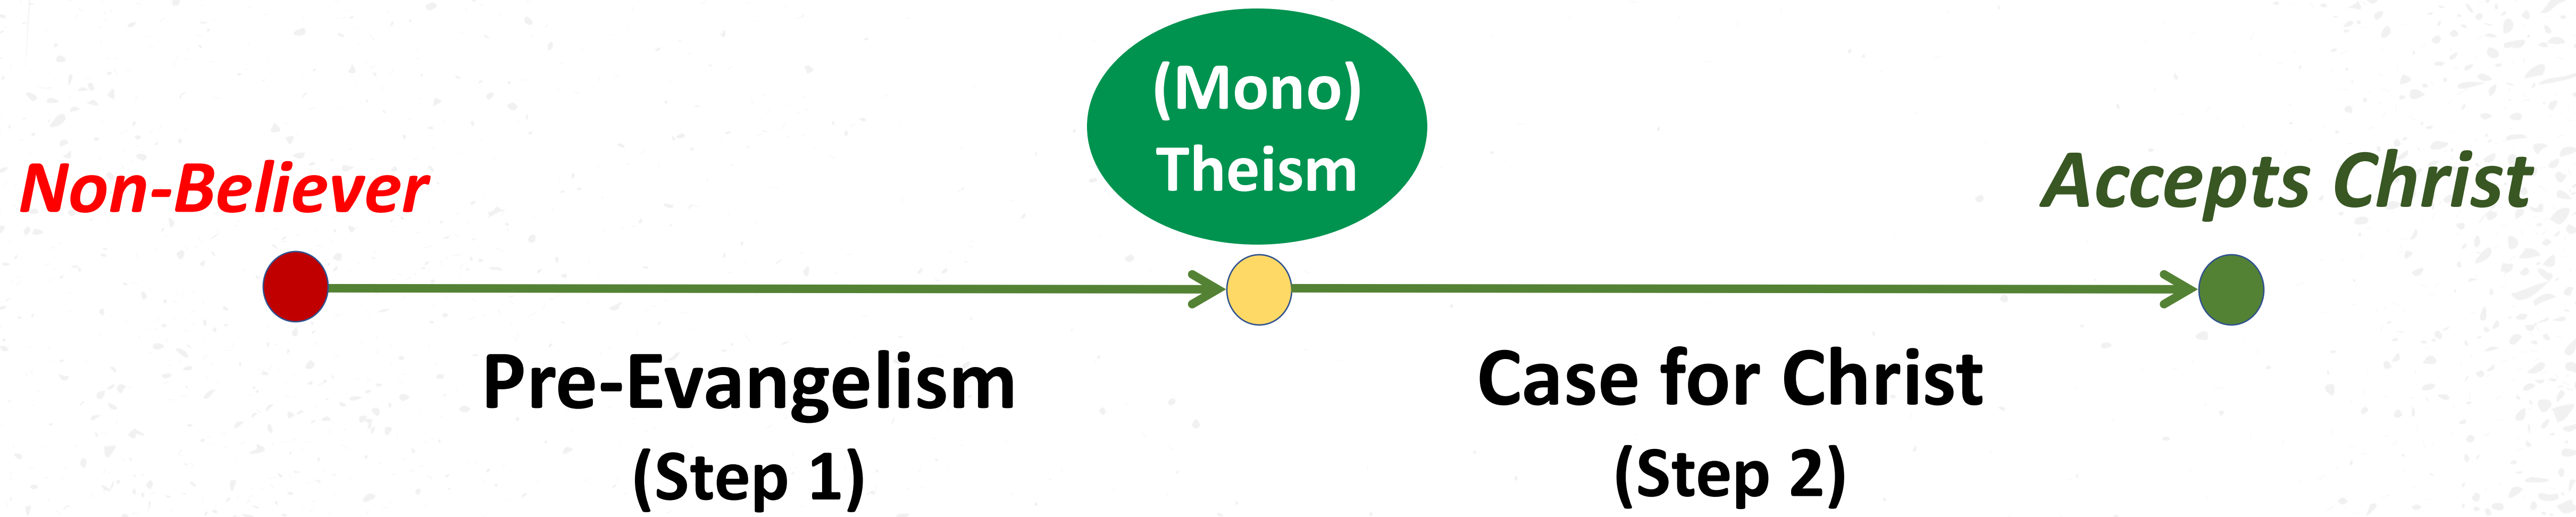 (Mono)
Theism
Non-Believer
Accepts Christ
Pre-Evangelism
(Step 1)
Case for Christ
(Step 2)